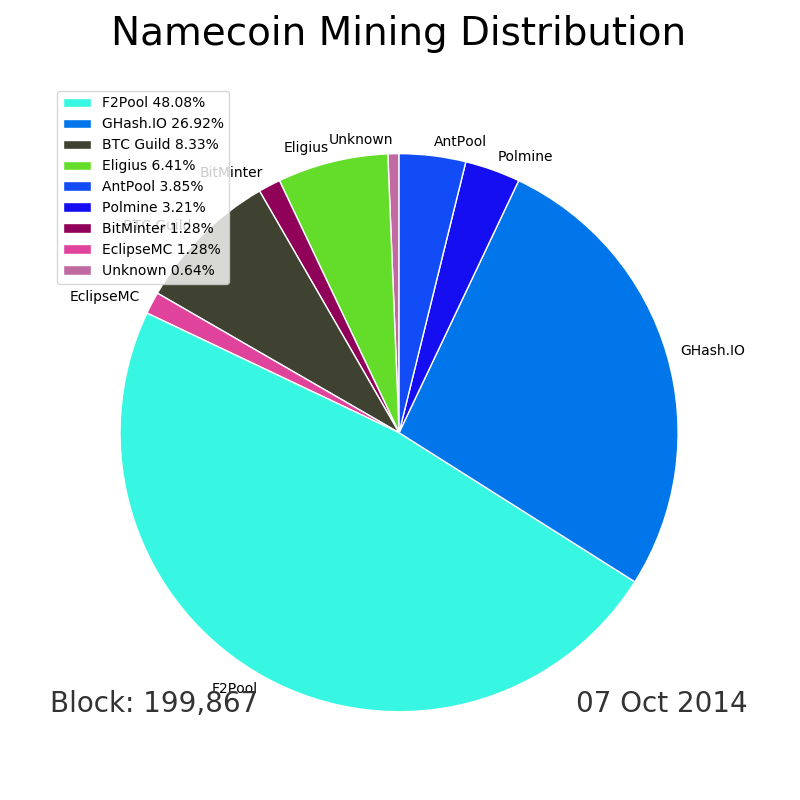 Namecoin Mining Distribution
F2Pool 48.08%
GHash.IO 26.92%
BTC Guild 8.33%
Eligius 6.41%
AntPool 3.85%
Polmine 3.21%
BitMinter 1.28%
EclipseMC 1.28%
Unknown 0.64%
Unknown
AntPool
Eligius
Polmine
BitMinter
BTC Guild
EclipseMC
GHash.IO
F2Pool
Block: 199,867
07 Oct 2014